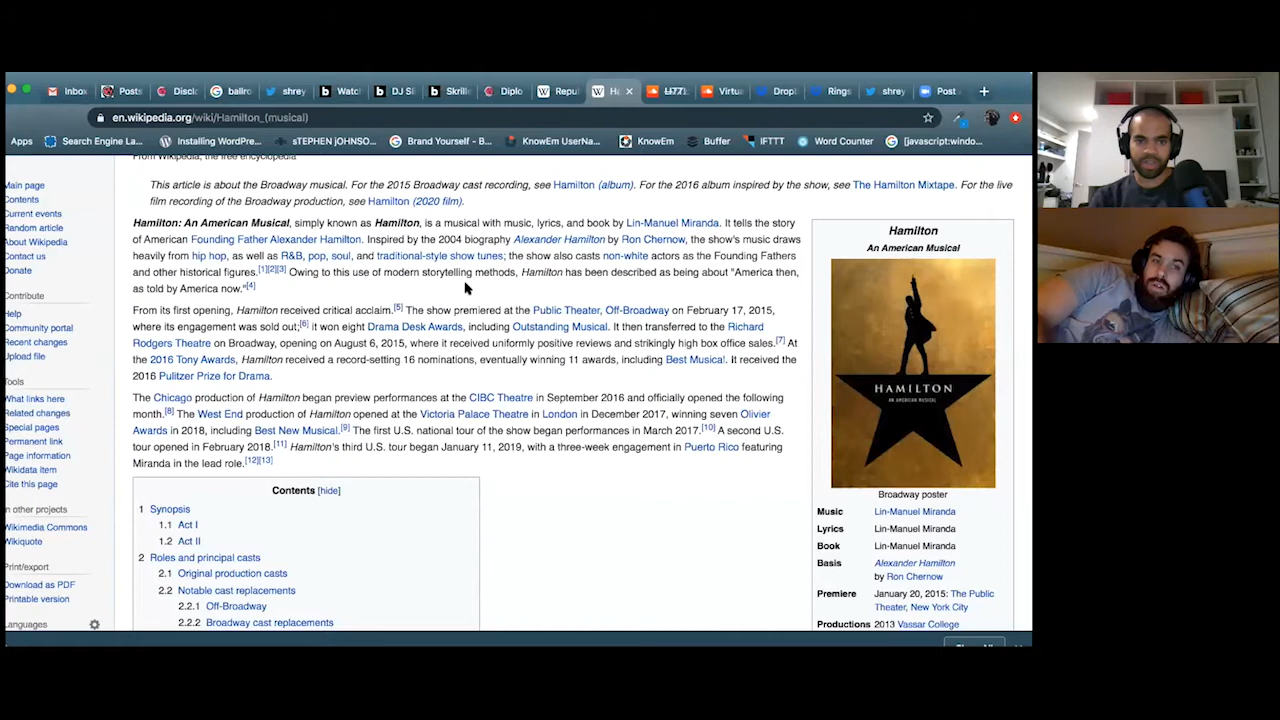 Inbox Posts Disclo ballro shrey Watch DJ S Skrille Diplo Repu Ha Virtua Dropb Rings shrey Post
en.wikipedia.org/wiki/Hamilton_(musical)
Apps Search Engine La... Installing WordPre... sTEPHEN jOHNSO... Brand Yourself - B... KnowEm UserNa... KnowEm Buffer IFTTT Word Counter [javascript:windo...
From Wikipedia, the free encyclopedia
This article is about the Broadway musical. For the 2015 Broadway cast recording, see Hamilton (album). For the 2016 album inspired by the show, see The Hamilton Mixtape. For the live
film recording of the Broadway production, see Hamilton (2020 film).
Main page
Contents
Current events
Random article
About Wikipedia
Contact us
Donate
Contribute
Help
Community portal
Recent changes
Upload file
Tools
What links here
Related changes
Special pages
Permanent link
Page information
Wikidata item
Cite this page
In other projects
Wikimedia Commons
Wikiquote
Print/export
Download as PDF
Printable version
Languages
Hamilton: An American Musical, simply known as Hamilton, is a musical with music, lyrics, and book by Lin-Manuel Miranda. It tells the story
of American Founding Father Alexander Hamilton. Inspired by the 2004 biography Alexander Hamilton by Ron Chernow, the show's music draws
heavily from hip hop, as well as R&B, pop, soul, and traditional-style show tunes; the show also casts non-white actors as the Founding Fathers
and other historical figures.[1][2][3] Owing to this use of modern storytelling methods, Hamilton has been described as being about "America then,
as told by America now."[4]
From its first opening, Hamilton received critical acclaim.[5] The show premiered at the Public Theater, Off-Broadway on February 17, 2015,
where its engagement was sold out;[6] it won eight Drama Desk Awards, including Outstanding Musical. It then transferred to the Richard
Rodgers Theatre on Broadway, opening on August 6, 2015, where it received uniformly positive reviews and strikingly high box office sales.[7] At
the 2016 Tony Awards, Hamilton received a record-setting 16 nominations, eventually winning 11 awards, including Best Musical. It received the
2016 Pulitzer Prize for Drama.
The Chicago production of Hamilton began preview performances at the CIBC Theatre in September 2016 and officially opened the following
month.[8] The West End production of Hamilton opened at the Victoria Palace Theatre in London in December 2017, winning seven Olivier
Awards in 2018, including Best New Musical.[9] The first U.S. national tour of the show began performances in March 2017.[10] A second U.S.
tour opened in February 2018.[11] Hamilton's third U.S. tour began January 11, 2019, with a three-week engagement in Puerto Rico featuring
Miranda in the lead role.[12][13]
Contents [hide]
1 Synopsis
1.1 Act I
1.2 Act II
2 Roles and principal casts
2.1 Original production casts
2.2 Notable cast replacements
2.2.1 Off-Broadway
2.2.2 Broadway cast replacements
Hamilton
An American Musical
HAMILTON
AN AMERICAN MUSICAL
Broadway poster
Music Lin-Manuel Miranda
Lyrics Lin-Manuel Miranda
Book Lin-Manuel Miranda
Basis Alexander Hamilton
by Ron Chernow
Premiere January 20, 2015: The Public
Theater, New York City
Productions 2013 Vassar College